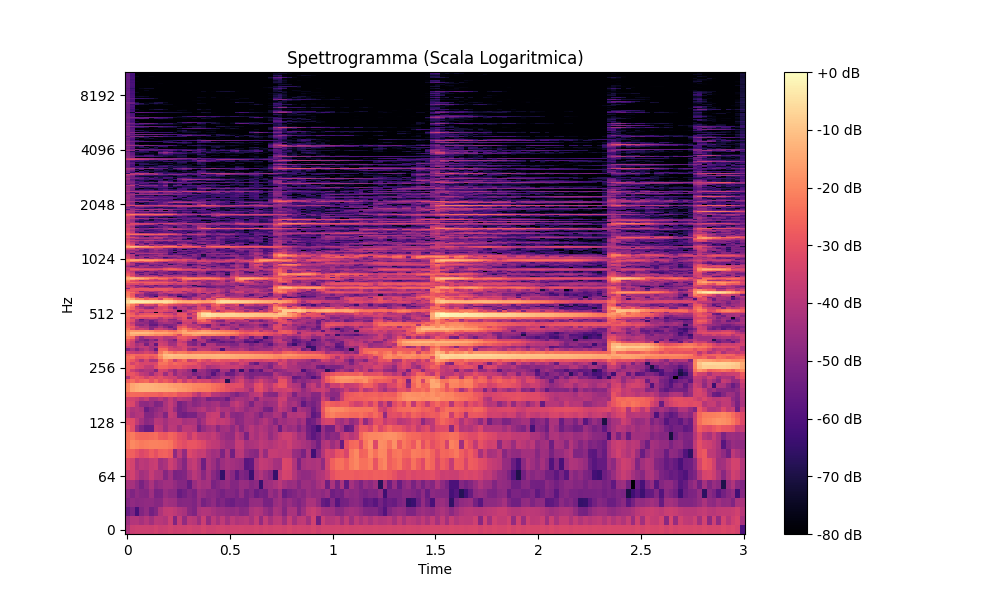 Spettrogramma (Scala Logaritmica)
Hz
8192
4096
2048
1024
512
256
128
64
0
0 0.5 1 1.5 2 2.5 3
Time
+0 dB
-10 dB
-20 dB
-30 dB
-40 dB
-50 dB
-60 dB
-70 dB
-80 dB